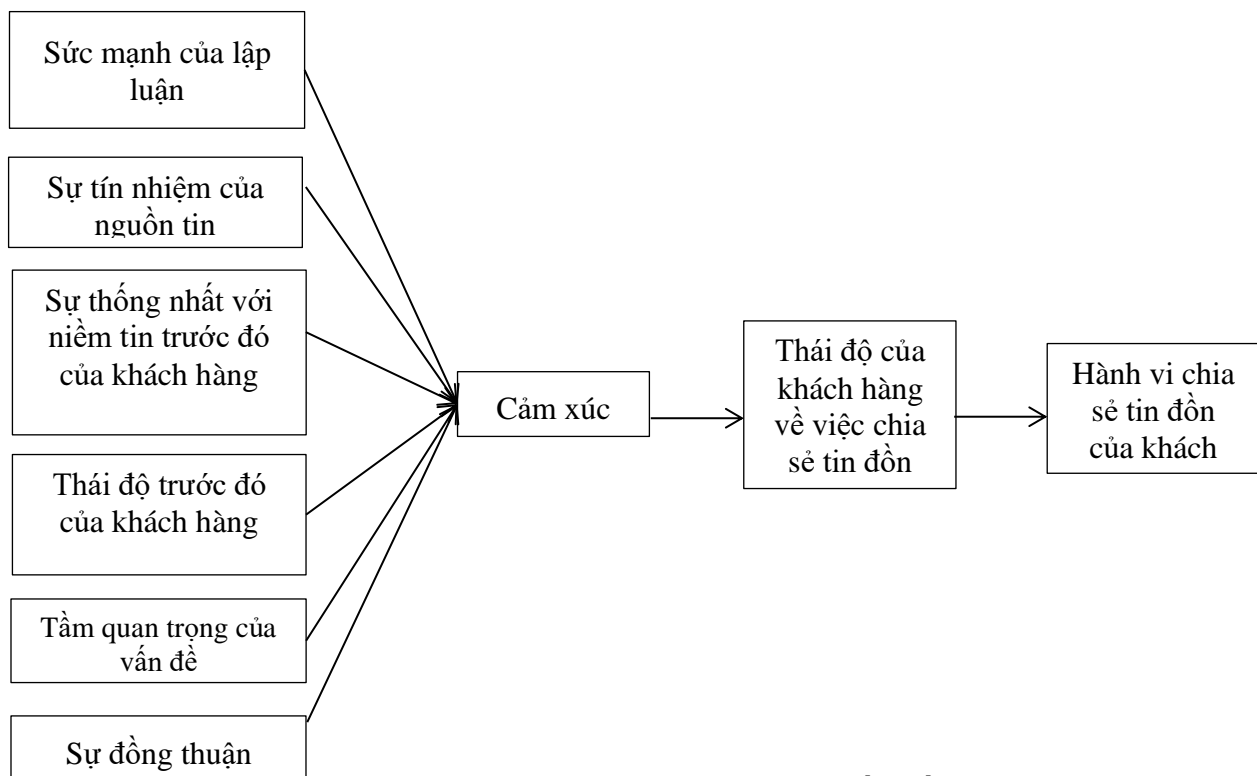 Sức mạnh của lập
luận
Sự tín nhiệm của
nguồn tin
Sự thống nhất với
niềm tin trước đó
của khách hàng
Thái độ trước đó
của khách hàng
Tầm quan trọng của
vấn đề
Sự đồng thuận
Cảm xúc
Thái độ của
khách hàng
về việc chia
sẻ tin đồn
Hành vi chia
sẻ tin đồn
của khách